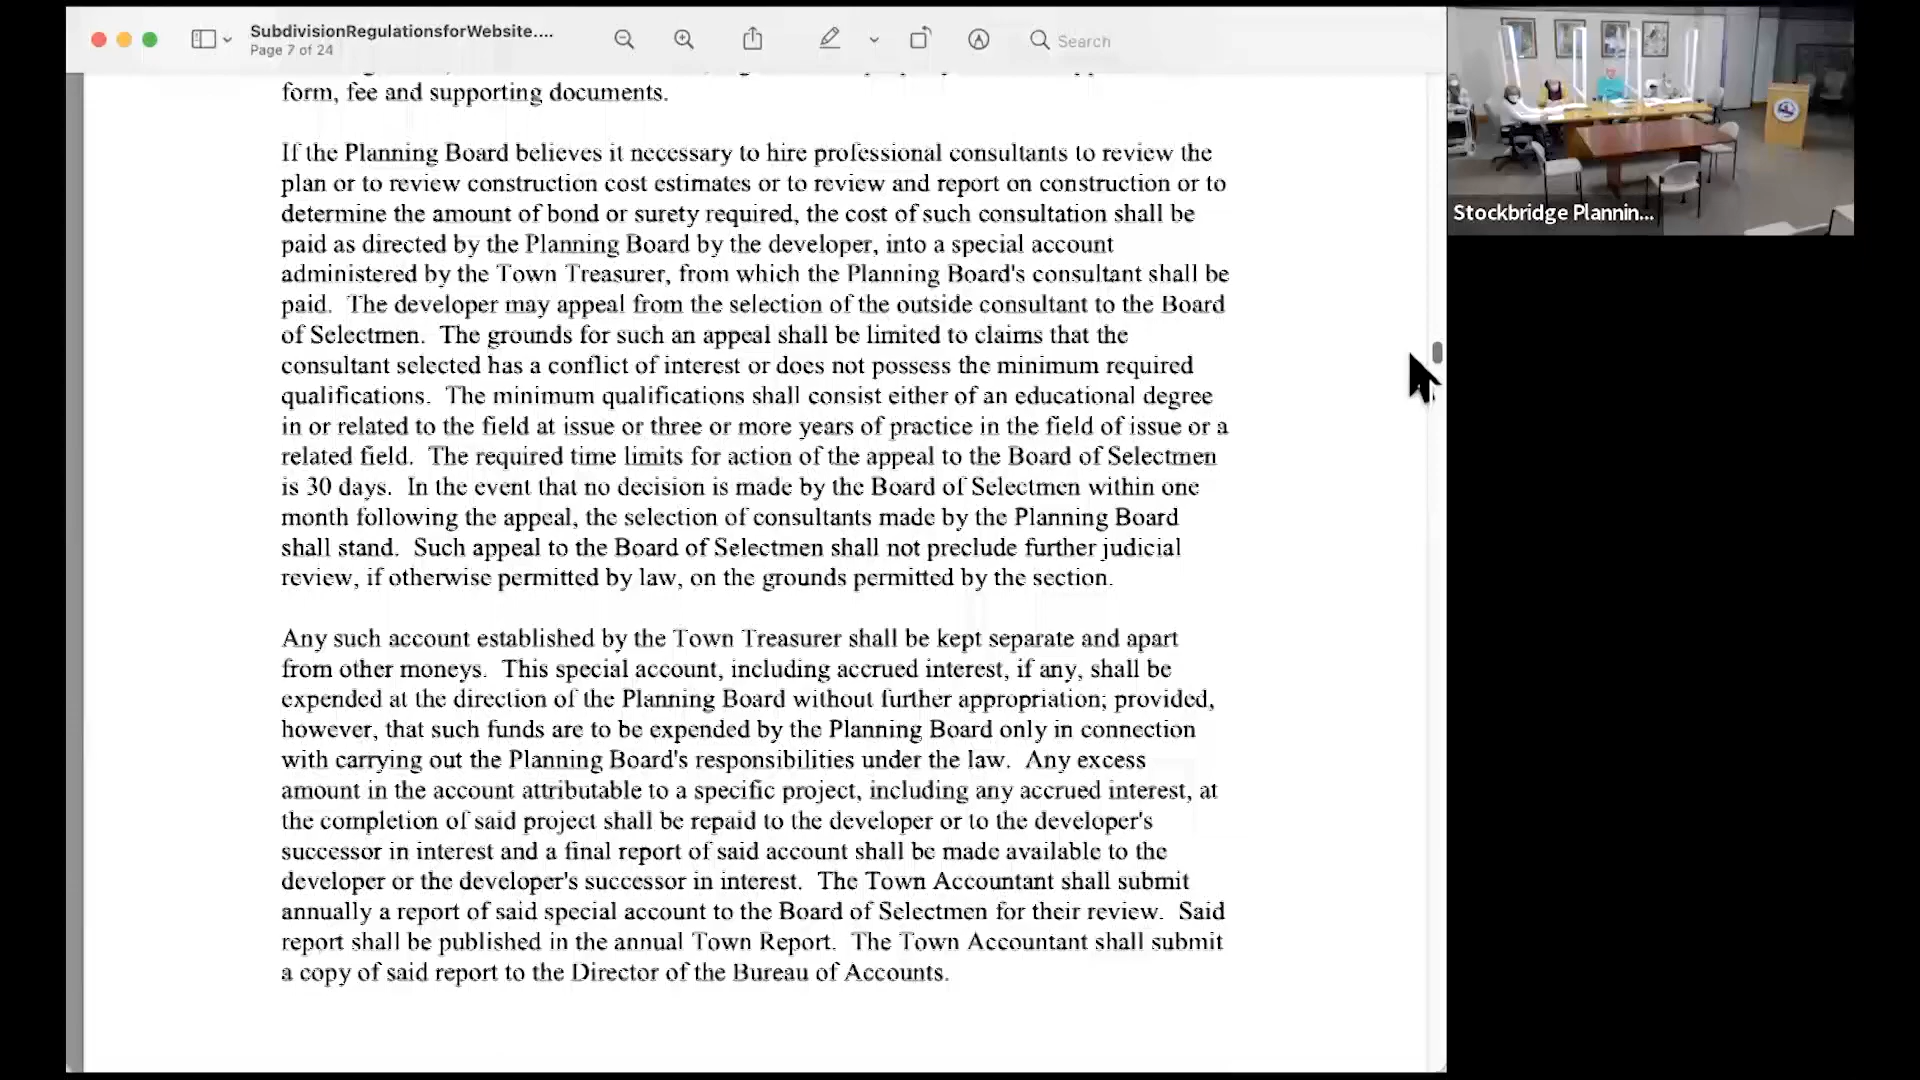 SubdivisionRegulationsforWebsite....
Page 7 of 24
Search
form, fee and supporting documents.
If the Planning Board believes it necessary to hire professional consultants to review the
plan or to review construction cost estimates or to review and report on construction or to
determine the amount of bond or surety required, the cost of such consultation shall be
paid as directed by the Planning Board by the developer, into a special account
administered by the Town Treasurer, from which the Planning Board's consultant shall be
paid.  The developer may appeal from the selection of the outside consultant to the Board
of Selectmen.  The grounds for such an appeal shall be limited to claims that the
consultant selected has a conflict of interest or does not possess the minimum required
qualifications.  The minimum qualifications shall consist either of an educational degree
in or related to the field at issue or three or more years of practice in the field of issue or a
related field.  The required time limits for action of the appeal to the Board of Selectmen
is 30 days.  In the event that no decision is made by the Board of Selectmen within one
month following the appeal, the selection of consultants made by the Planning Board
shall stand.  Such appeal to the Board of Selectmen shall not preclude further judicial
review, if otherwise permitted by law, on the grounds permitted by the section.
Any such account established by the Town Treasurer shall be kept separate and apart
from other moneys.  This special account, including accrued interest, if any, shall be
expended at the direction of the Planning Board without further appropriation; provided,
however, that such funds are to be expended by the Planning Board only in connection
with carrying out the Planning Board's responsibilities under the law.  Any excess
amount in the account attributable to a specific project, including any accrued interest, at
the completion of said project shall be repaid to the developer or to the developer's
successor in interest and a final report of said account shall be made available to the
developer or the developer's successor in interest.  The Town Accountant shall submit
annually a report of said special account to the Board of Selectmen for their review.  Said
report shall be published in the annual Town Report.  The Town Accountant shall submit
a copy of said report to the Director of the Bureau of Accounts.
Stockbridge Plannin...